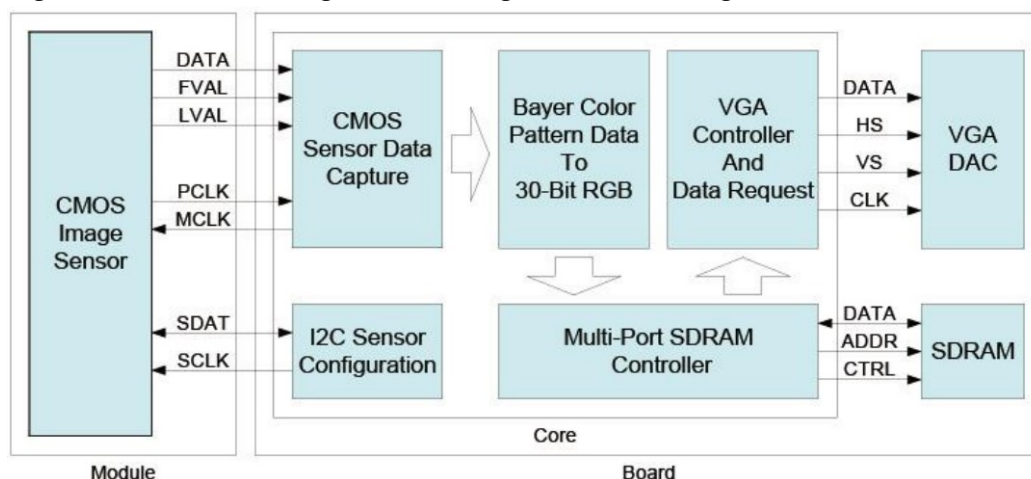 DATA
FVAL
LVAL
PCLK
MCLK
SDAT
SCLK
CMOS
Image
Sensor
Module
CMOS
Sensor Data
Capture
Bayer Color
Pattern Data
To
30-Bit RGB
VGA
Controller
And
Data Request
DATA
HS
VS
CLK
VGA
DAC
I2C Sensor
Configuration
Multi-Port SDRAM
Controller
DATA
ADDR
CTRL
SDRAM
Core
Board